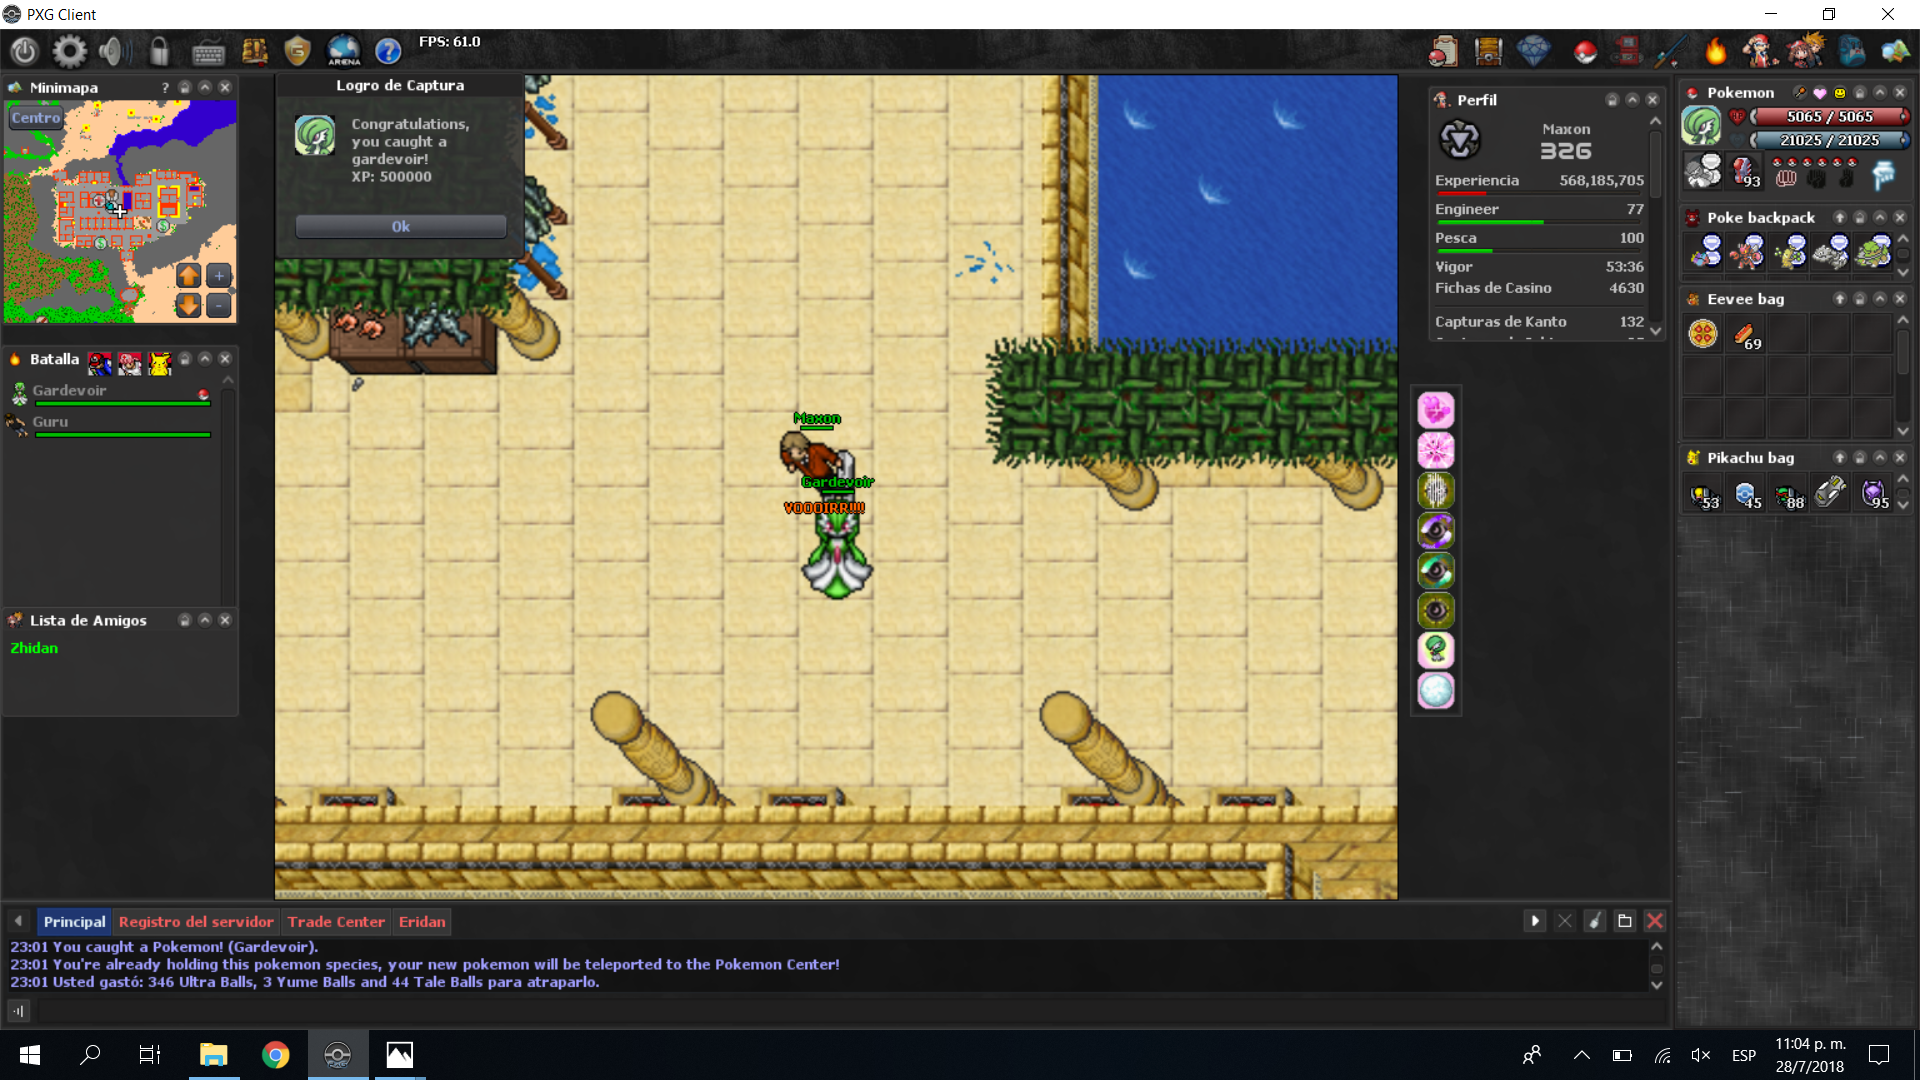 PXG Client
FPS: 61.0
ARENA
Minimapa
?
Centro
Logro de Captura
Congratulations,
you caught a
gardevoir!
XP: 500000
Ok
Batalla
Gardevoir
Guru
Lista de Amigos
Zhidan
Maxon
Gardevoir
VOOOIRR!!!!
Perfil
Maxon
326
Experiencia 568,185,705
Engineer 77
Pesca 100
Vigor 53:36
Fichas de Casino 4630
Capturas de Kanto 132
Pokemon
5065 / 5065
21025 / 21025
93
Poke backpack
Eevee bag
69
Pikachu bag
53 45 88 95
Principal Registro del servidor Trade Center Eridan
23:01 You caught a Pokemon! (Gardevoir).
23:01 You're already holding this pokemon species, your new pokemon will be teleported to the Pokemon Center!
23:01 Usted gastó: 346 Ultra Balls, 3 Yume Balls and 44 Tale Balls para atraparlo.
ESP
11:04 p. m.
28/7/2018